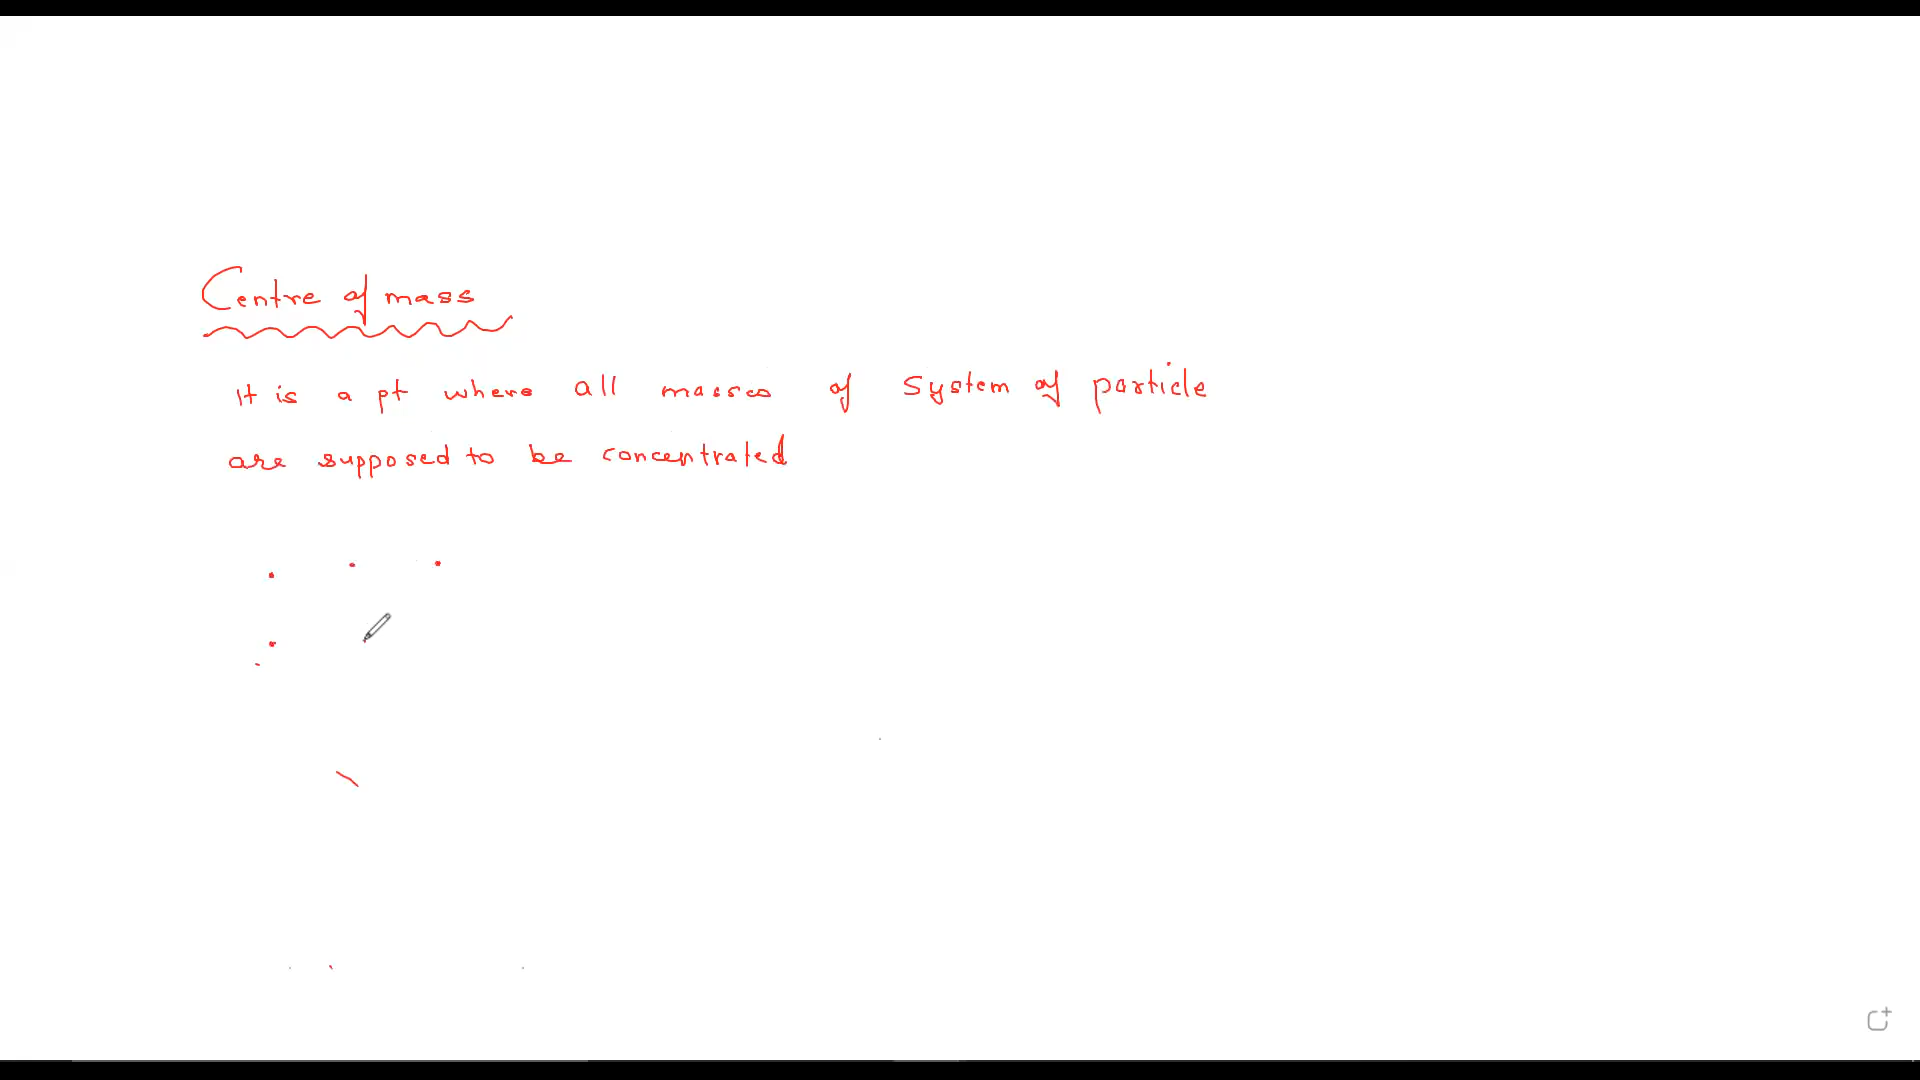 Centre of mass
It is a pt where all masses of System of particle
are supposed to be concentrated